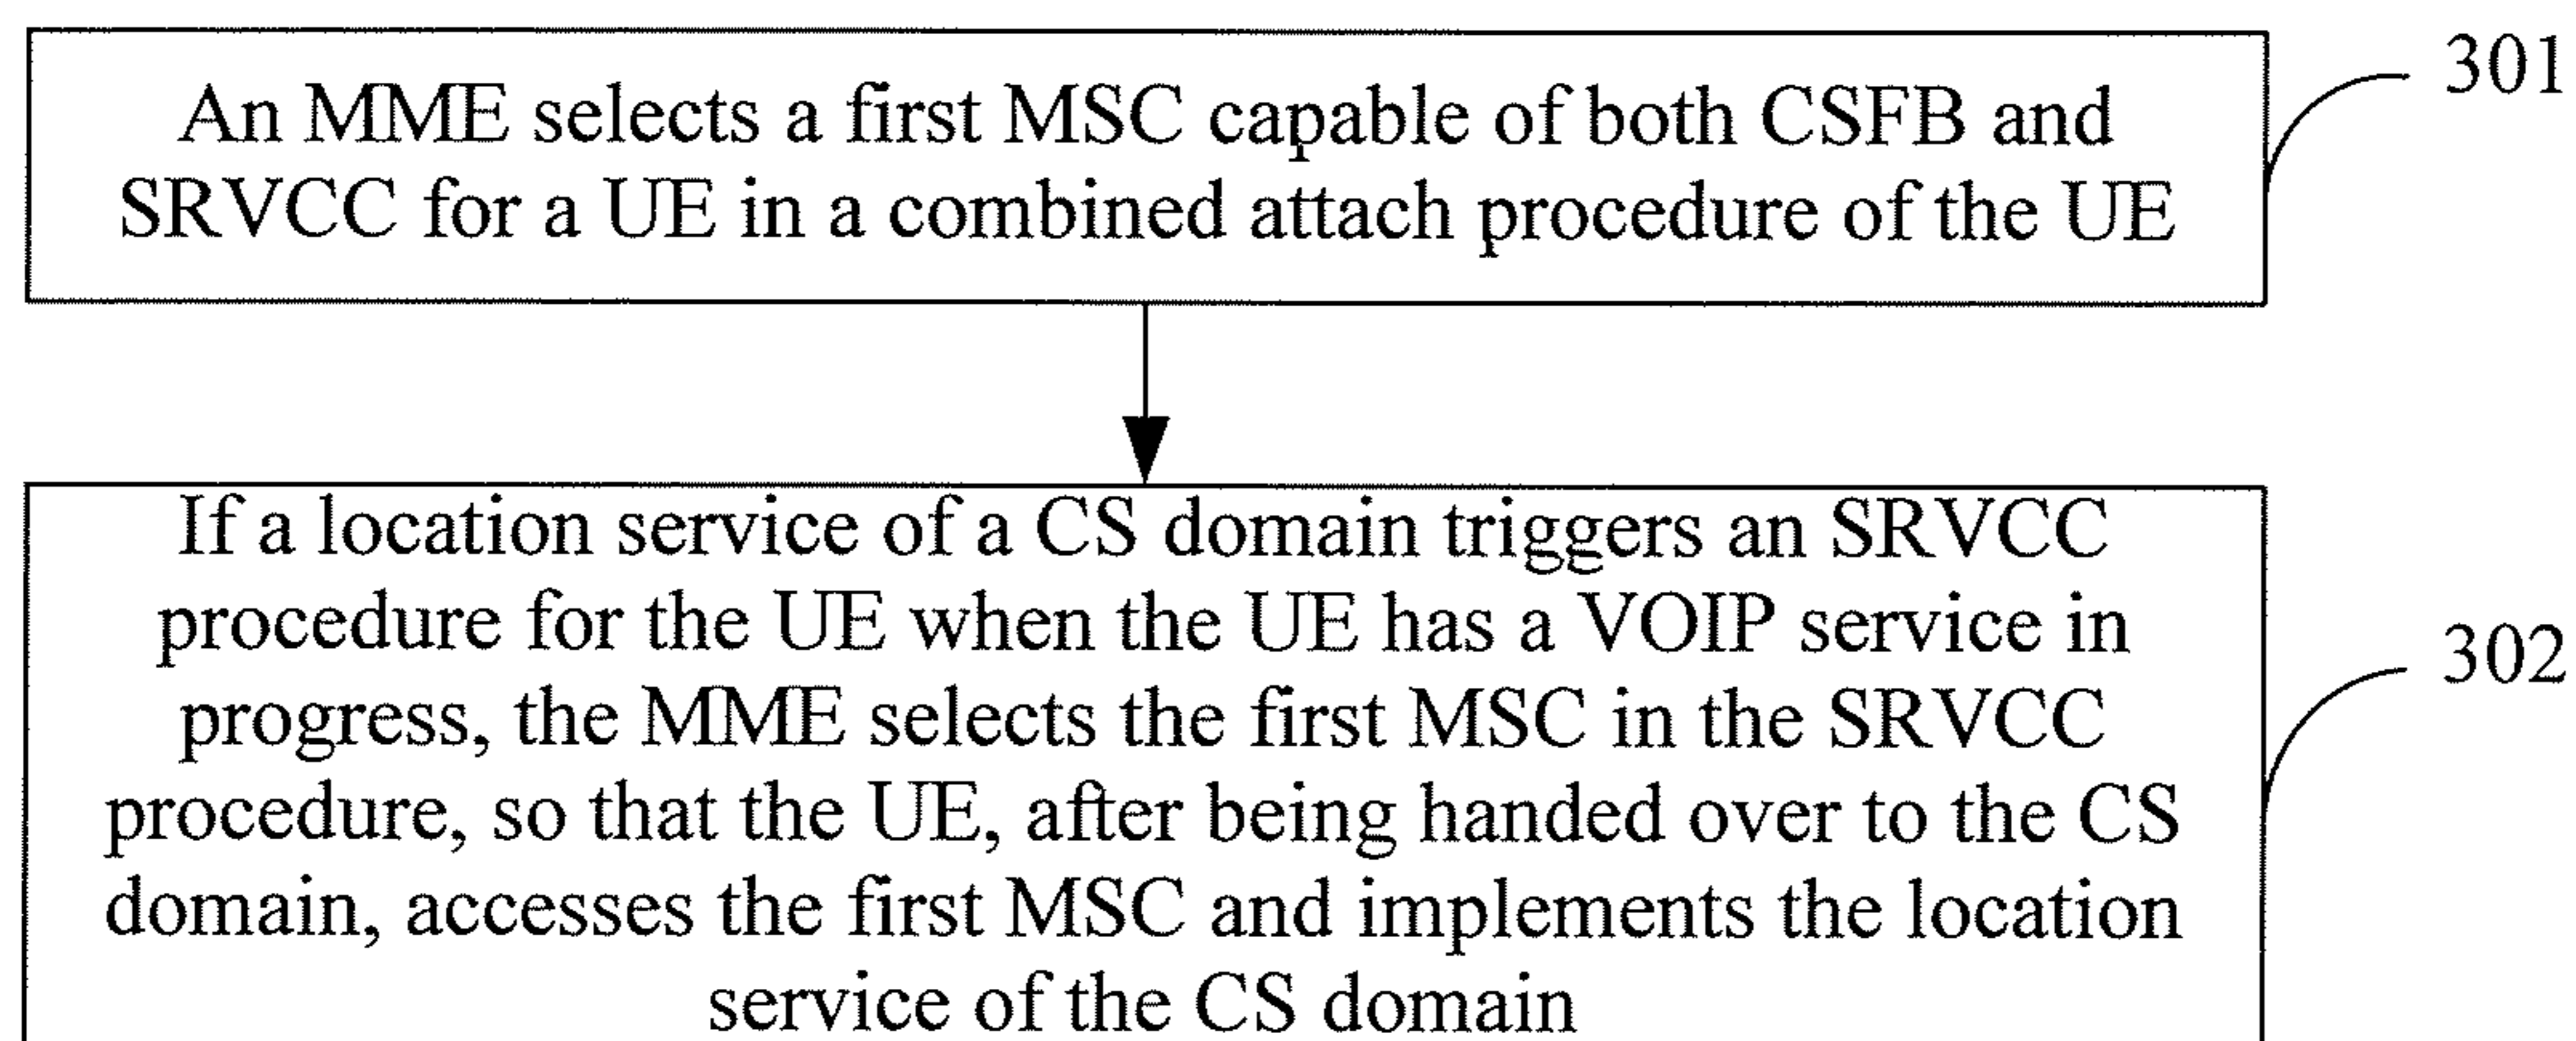 An MME selects a first MSC capable of both CSFB and
301
SRVCC for a UE in a combined attach procedure of the UE
If a location service of a CS domain triggers an SRVCC
procedure for the UE when the UE has a VOIP service in
302
progress, the MME selects the first MSC in the SRVCC
procedure, so that the UE, after being handed over to the CS
domain, accesses the first MSC and implements the location
service of the CS domain